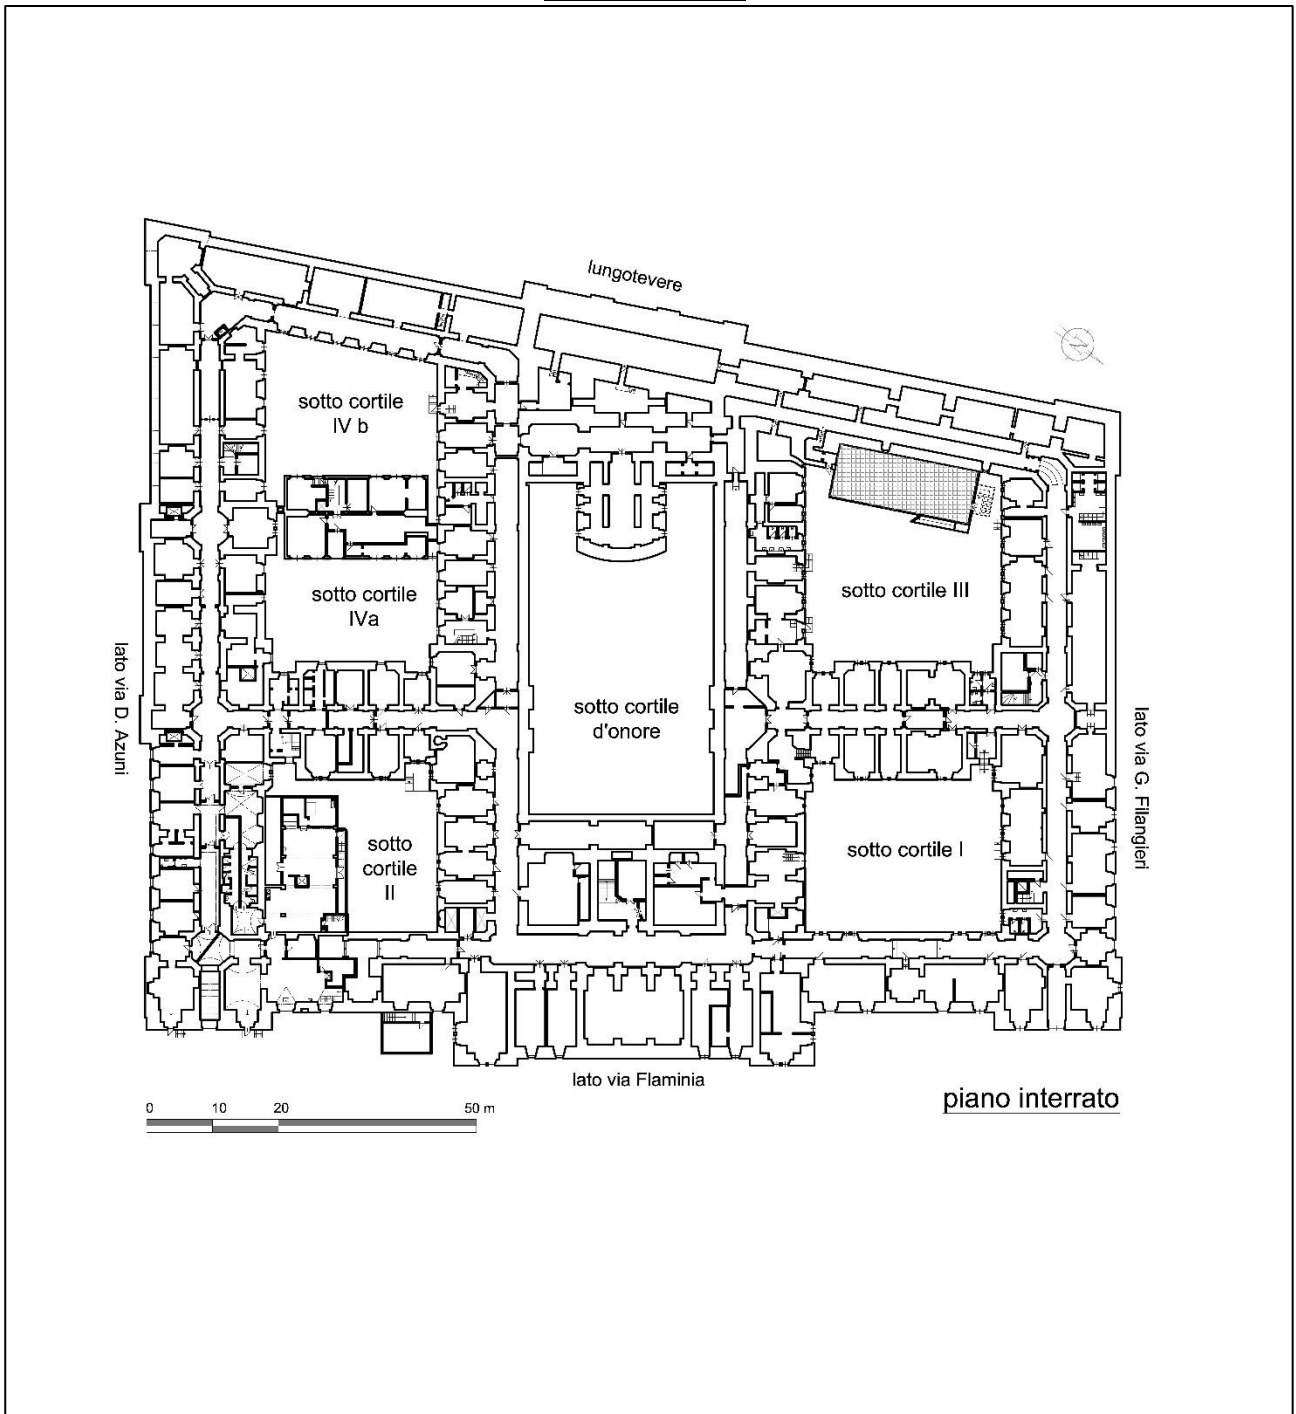 lungotevere
sotto cortile
IV b
sotto cortile
IVa
sotto cortile III
lato via D. Azuni
sotto cortile
d'onore
lato via G. Filangieri
sotto
cortile
II
sotto cortile I
lato via Flaminia
piano interrato
0 10 20 50 m